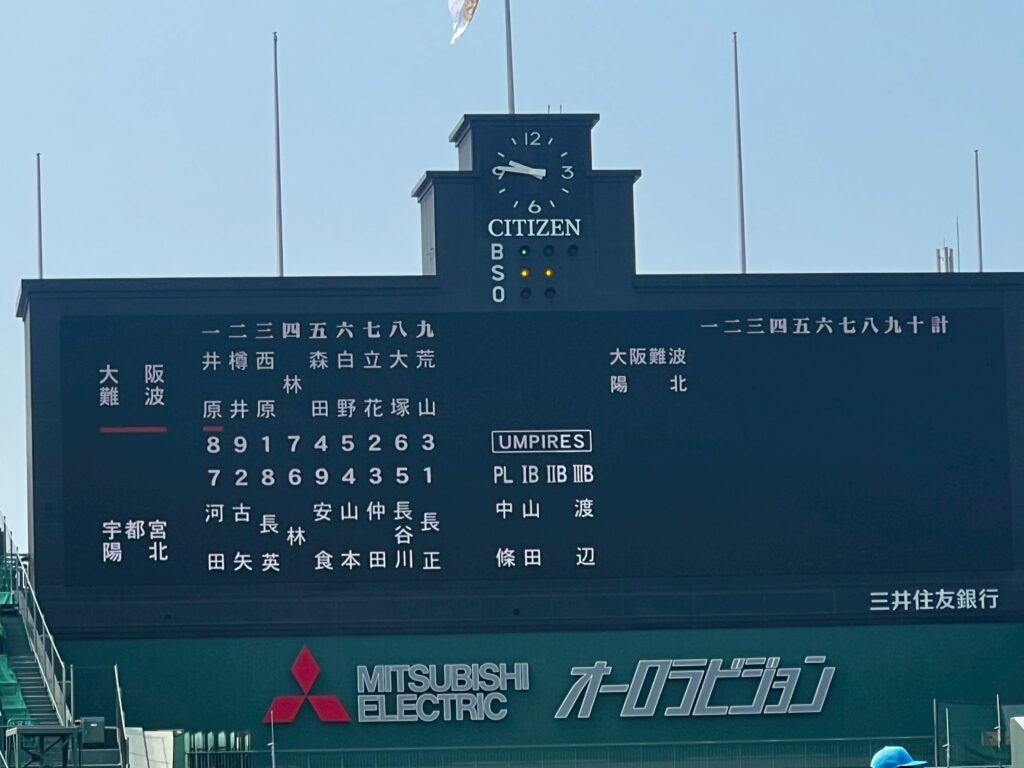 12
9 3
6
CITIZEN
B
S
O
一 二 三 四 五 六 七 八 九
大阪
難波
井原 樽井 西原 林 森田 白野 立花 大塚 荒山
8 9 1 7 4 5 2 6 3
7 2 8 6 9 4 3 5 1
宇都宮
陽北
河田 古矢 長英 林 安食 山本 仲田 長谷川 長正
UMPIRES
PL IB IIB IIIB
中條 山田 渡辺
一 二 三 四 五 六 七 八 九 十 計
大阪難波
陽北
三井住友銀行
MITSUBISHI
ELECTRIC
オーロラビジョン